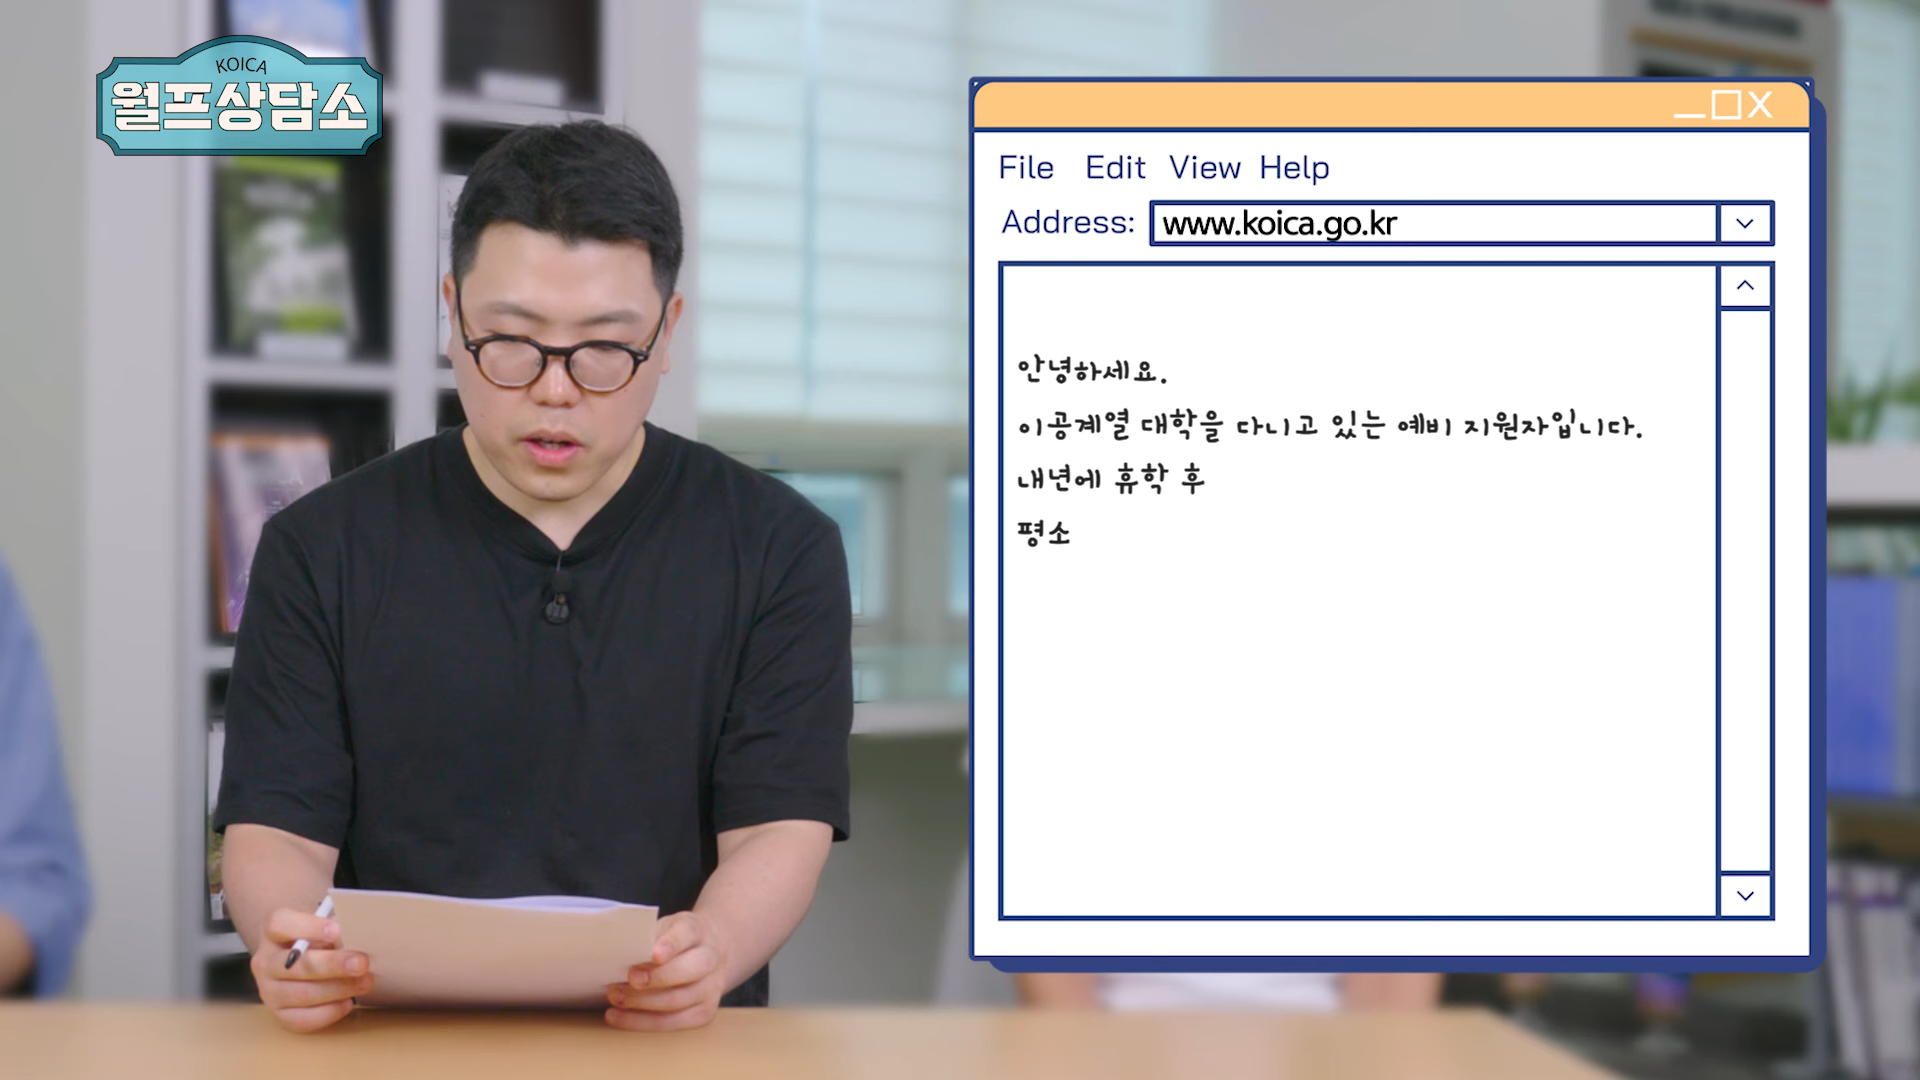 KOICA
월프상담소
File Edit View Help
Address: www.koica.go.kr
안녕하세요.
이공계열 대학을 다니고 있는 예비 지원자입니다.
내년에 휴학 후
평소